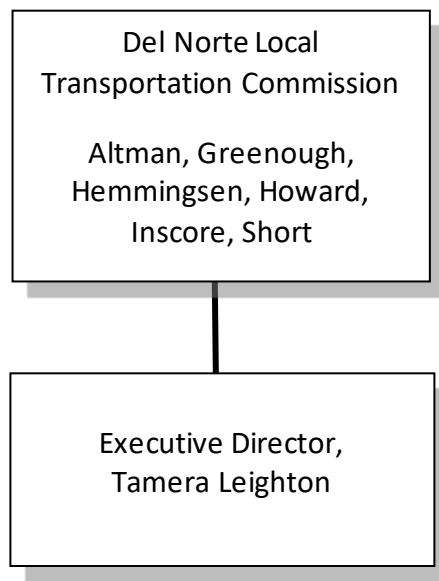 Del Norte Local
Transportation Commission
Altman, Greenough,
Hemmingsen, Howard,
Inscore, Short
Executive Director,
Tamera Leighton